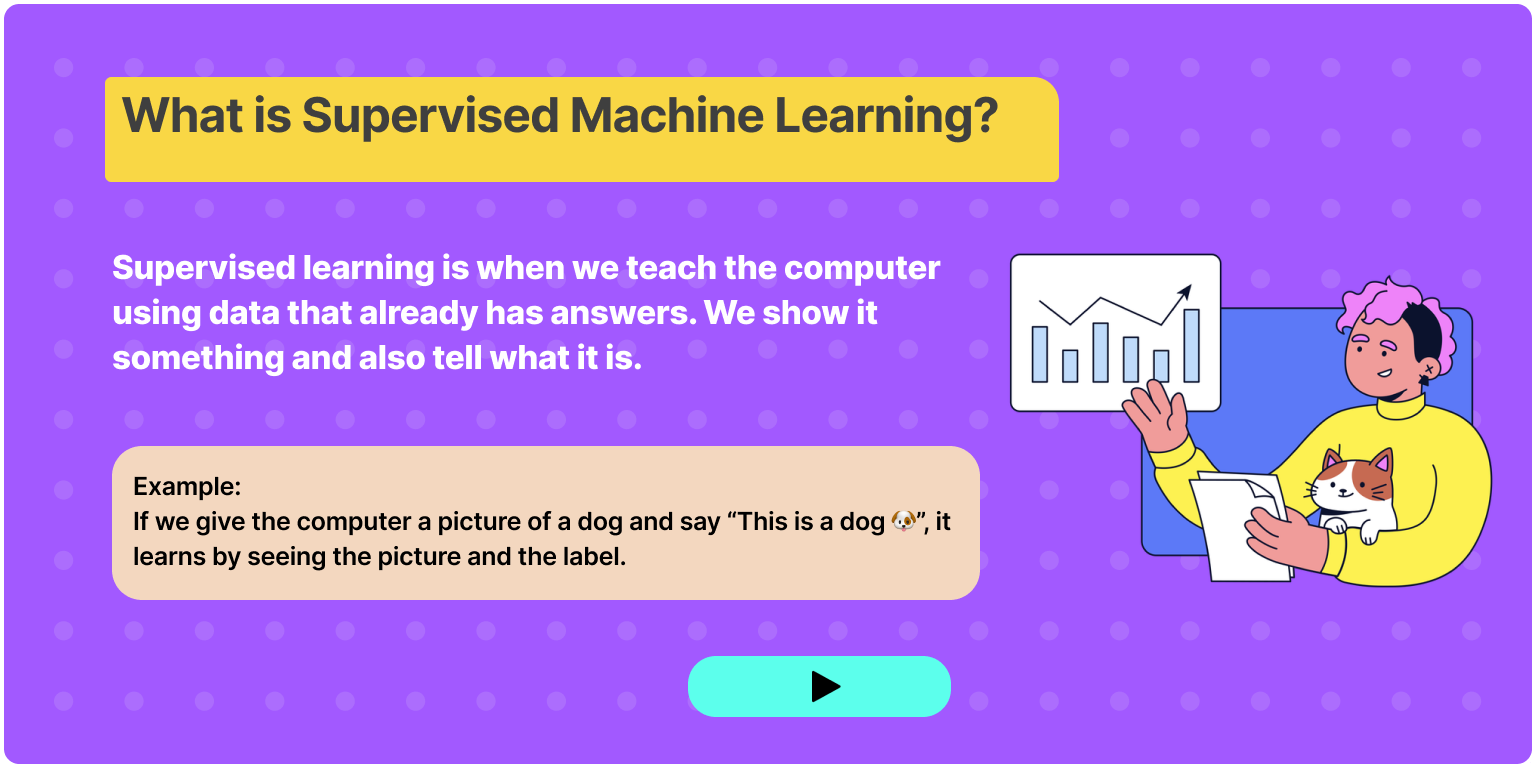 What is Supervised Machine Learning?
Supervised learning is when we teach the computer
using data that already has answers. We show it
something and also tell what it is.
Example:
If we give the computer a picture of a dog and say “This is a dog 🐶”, it
learns by seeing the picture and the label.